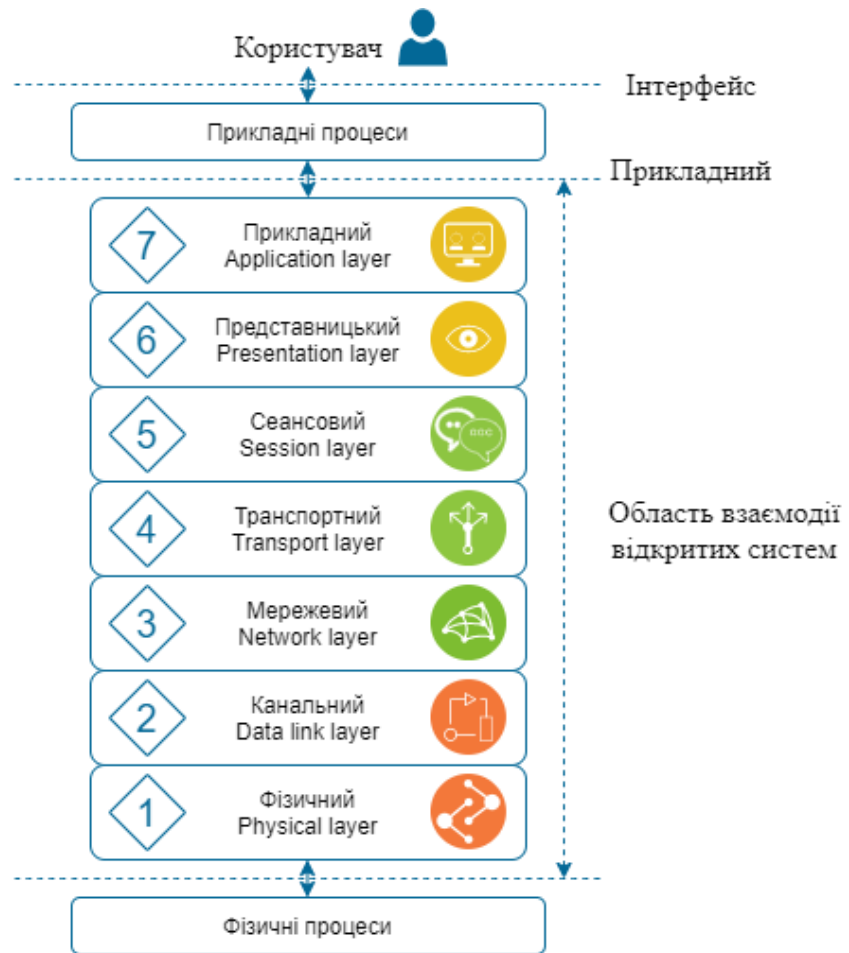 Користувач
Інтерфейс
Прикладні процеси
Прикладний
7
Прикладний
Application layer
6
Представницький
Presentation layer
5
Сеансовий
Session layer
4
Транспортний
Transport layer
Область взаємодії
відкритих систем
3
Мережевий
Network layer
2
Канальний
Data link layer
1
Фізичний
Physical layer
Фізичні процеси